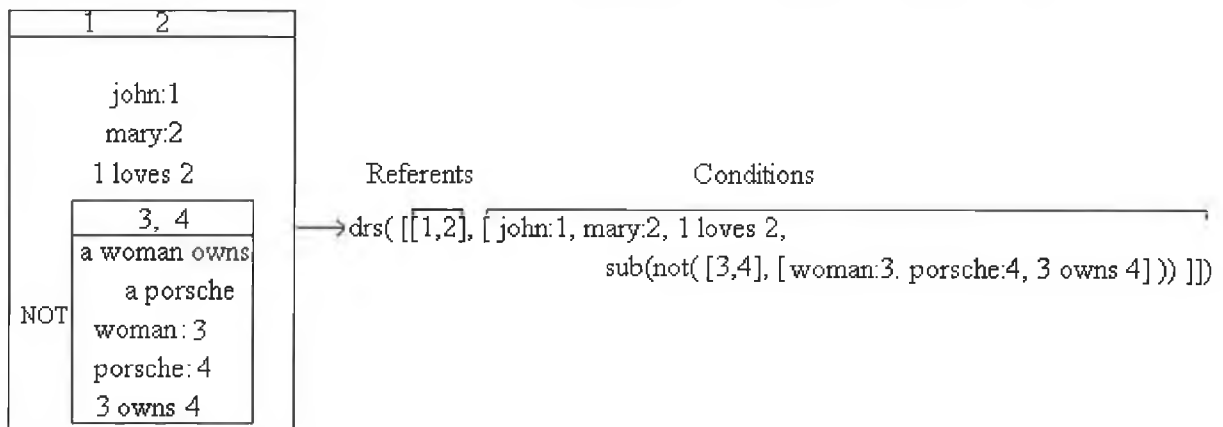 1 2
john:1
mary:2
1 loves 2
3, 4
a woman owns
a porsche
NOT
woman: 3
porsche: 4
3 owns 4
Referents Conditions
drs( [[1,2], [ john:1, mary:2, 1 loves 2,
sub(not( [3,4], [ woman:3. porsche:4, 3 owns 4] )) ]])